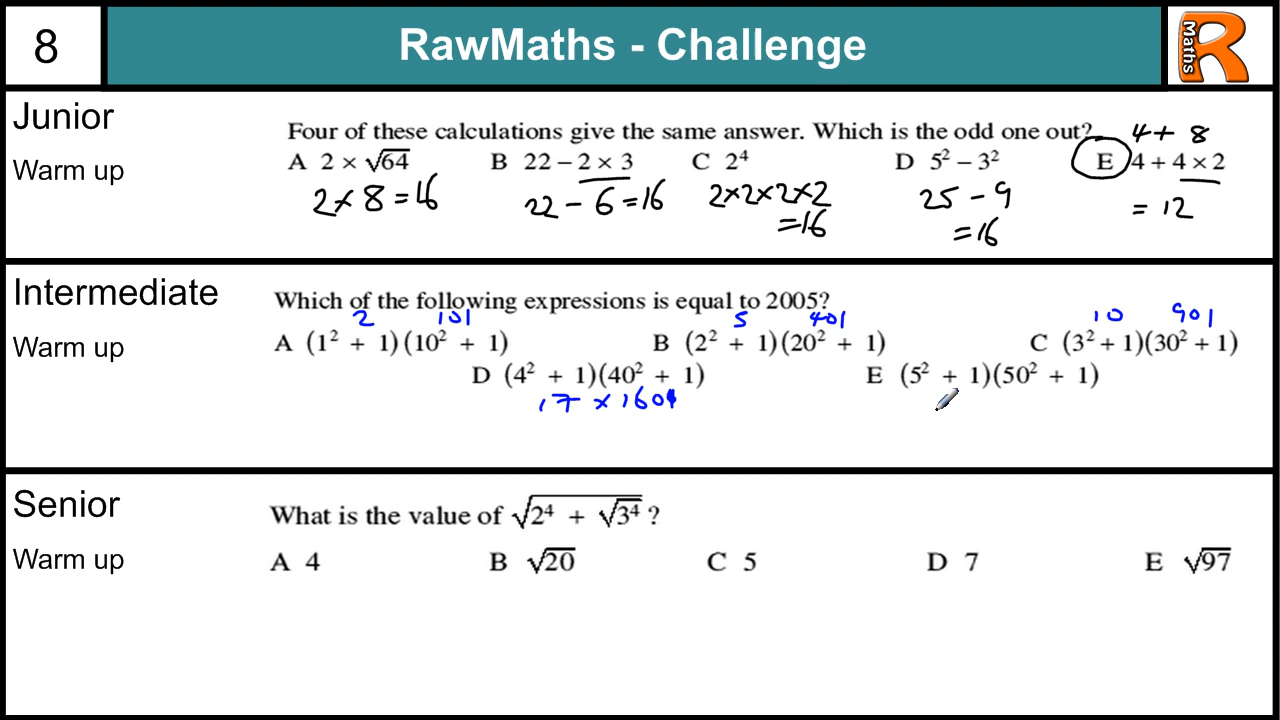 8
RawMaths - Challenge
Maths R
Junior
Warm up
Four of these calculations give the same answer. Which is the odd one out?
4 + 8
A 2 × √64 B 22 − 2 × 3 C 2⁴ D 5² − 3² E 4 + 4 × 2
2 × 8 = 16 22 − 6 = 16 2×2×2×2 25 − 9 = 12
=16 = 16
Intermediate
Warm up
Which of the following expressions is equal to 2005?
2 101 5 401 10 901
A (1² + 1)(10² + 1) B (2² + 1)(20² + 1) C (3² + 1)(30² + 1)
D (4² + 1)(40² + 1) E (5² + 1)(50² + 1)
17 × 1601
Senior
Warm up
What is the value of √(2⁴ + √3⁴) ?
A 4 B √20 C 5 D 7 E √97